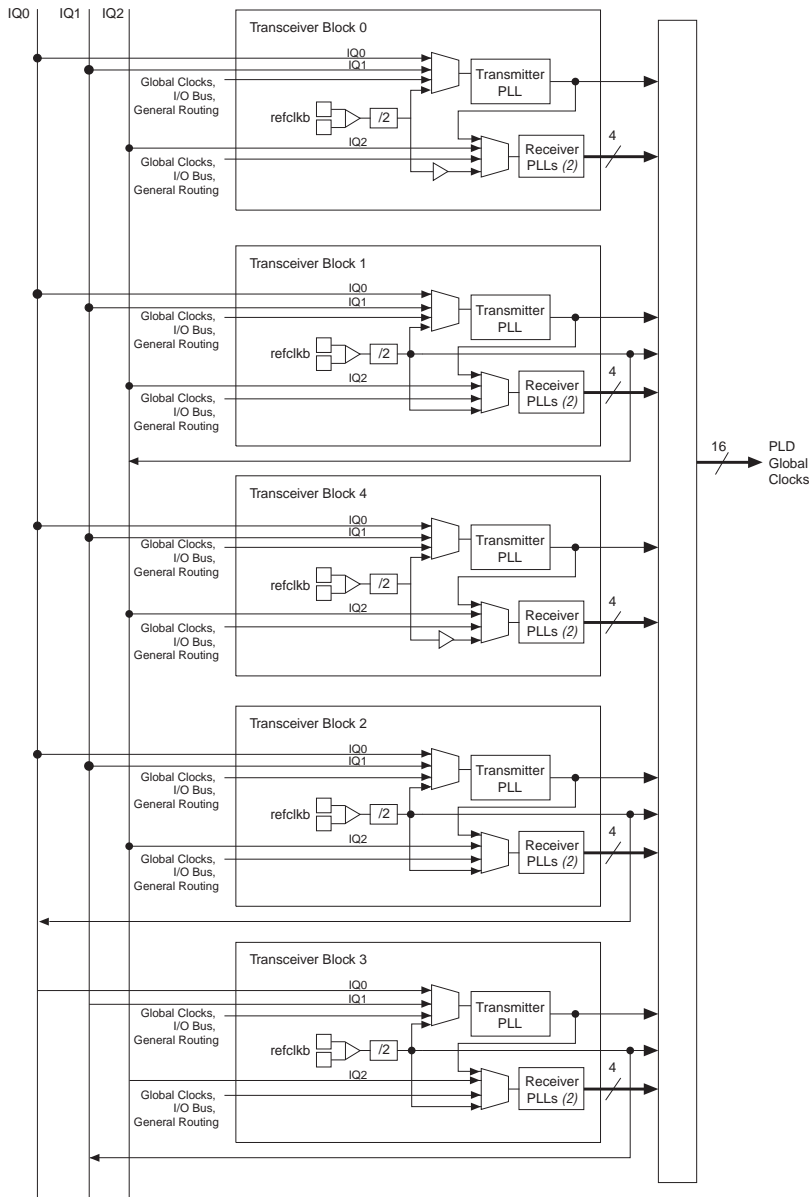 IQ0 IQ1 IQ2
Transceiver Block 0
IQ0
IQ1
Global Clocks,
I/O Bus,
General Routing
Transmitter
PLL
refclkb
/2
IQ2
Global Clocks,
I/O Bus,
General Routing
Receiver
PLLs (2)
4
Transceiver Block 1
IQ0
IQ1
Global Clocks,
I/O Bus,
General Routing
Transmitter
PLL
refclkb
/2
IQ2
Global Clocks,
I/O Bus,
General Routing
Receiver
PLLs (2)
4
16
PLD
Global
Clocks
Transceiver Block 4
IQ0
IQ1
Global Clocks,
I/O Bus,
General Routing
Transmitter
PLL
refclkb
/2
IQ2
Global Clocks,
I/O Bus,
General Routing
Receiver
PLLs (2)
4
Transceiver Block 2
IQ0
IQ1
Global Clocks,
I/O Bus,
General Routing
Transmitter
PLL
refclkb
/2
IQ2
Global Clocks,
I/O Bus,
General Routing
Receiver
PLLs (2)
4
Transceiver Block 3
IQ0
IQ1
Global Clocks,
I/O Bus,
General Routing
Transmitter
PLL
refclkb
/2
IQ2
Global Clocks,
I/O Bus,
General Routing
Receiver
PLLs (2)
4